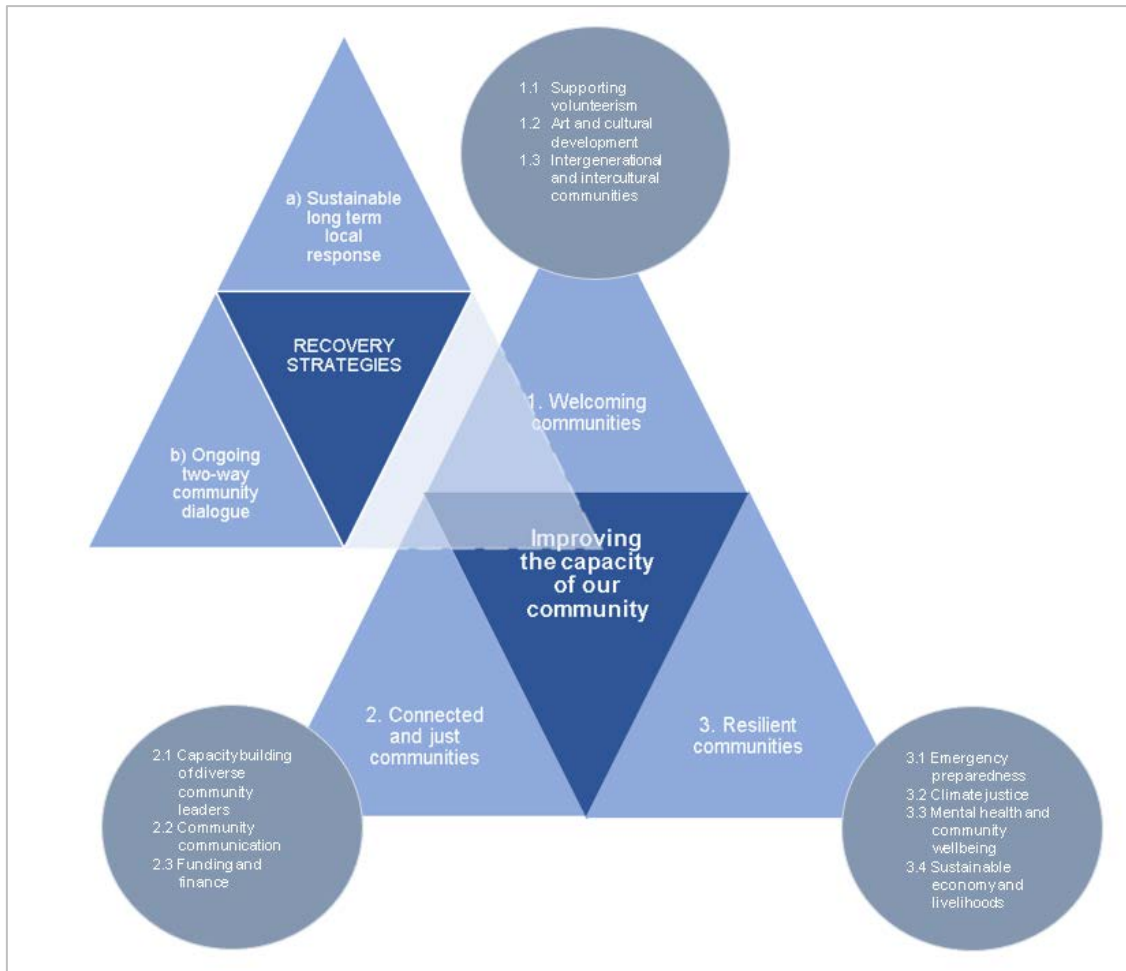 1.1 Supporting
volunteerism
1.2 Art and cultural
development
1.3 Intergenerational
and intercultural
communities
a) Sustainable
long term
local
response
RECOVERY
STRATEGIES
b) Ongoing
two-way
community
dialogue
1. Welcoming
communities
Improving
the capacity
of our
community
2. Connected
and just
communities
3. Resilient
communities
2.1 Capacity building
of diverse
community
leaders
2.2 Community
communication
2.3 Funding and
finance
3.1 Emergency
preparedness
3.2 Climate justice
3.3 Mental health and
community
wellbeing
3.4 Sustainable
economy and
livelihoods